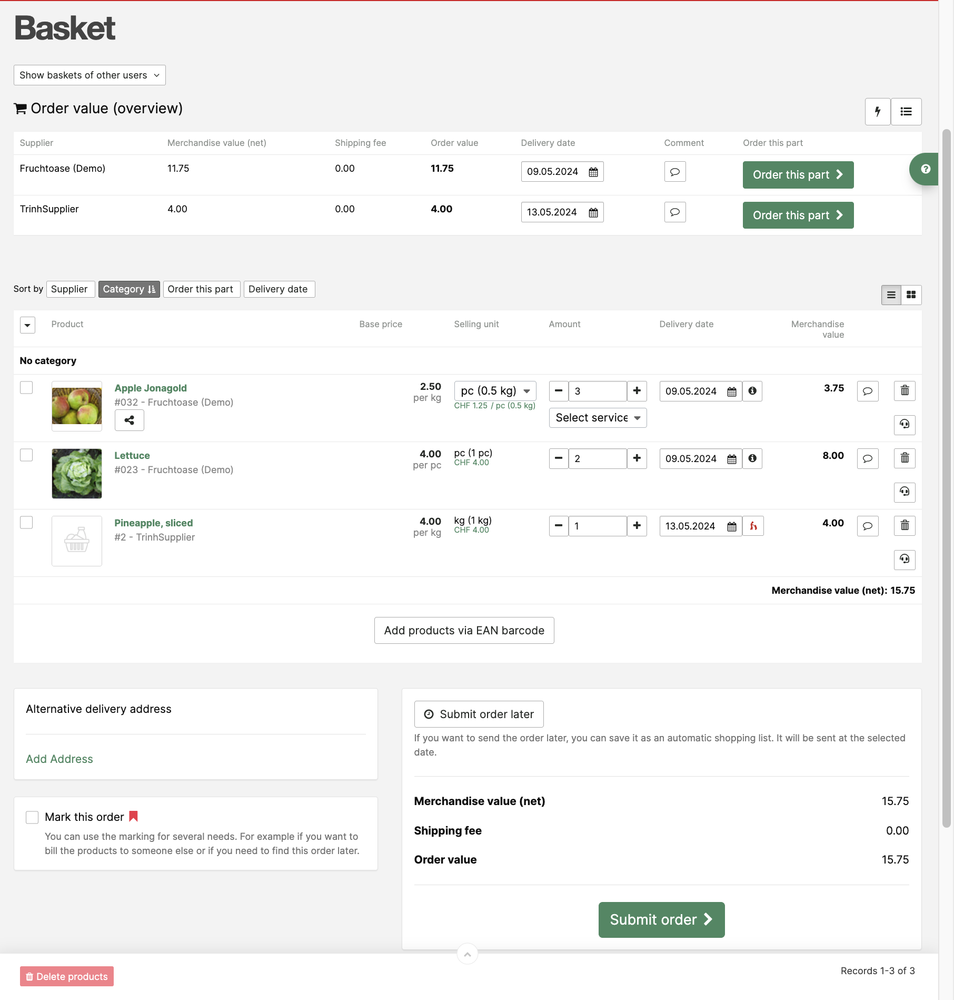 Basket
Show baskets of other users
Order value (overview)
Supplier Merchandise value (net) Shipping fee Order value Delivery date Comment Order this part
Fruchtoase (Demo) 11.75 0.00 11.75 09.05.2024 Order this part
TrinhSupplier 4.00 0.00 4.00 13.05.2024 Order this part
Sort by Supplier Category Order this part Delivery date
Product Base price Selling unit Amount Delivery date Merchandise
value
No category
Apple Jonagold 2.50 pc (0.5 kg) 3 09.05.2024 3.75
#032 - Fruchtoase (Demo) per kg CHF 1.25 / pc (0.5 kg)
Select service
Lettuce 4.00 pc (1 pc) 2 09.05.2024 8.00
#023 - Fruchtoase (Demo) per pc CHF 4.00
Pineapple, sliced 4.00 kg (1 kg) 1 13.05.2024 4.00
#2 - TrinhSupplier per kg CHF 4.00
Merchandise value (net): 15.75
Add products via EAN barcode
Alternative delivery address
Add Address
Mark this order
You can use the marking for several needs. For example if you want to
bill the products to someone else or if you need to find this order later.
Submit order later
If you want to send the order later, you can save it as an automatic shopping list. It will be sent at the selected
date.
Merchandise value (net) 15.75
Shipping fee 0.00
Order value 15.75
Submit order
Delete products
Records 1-3 of 3